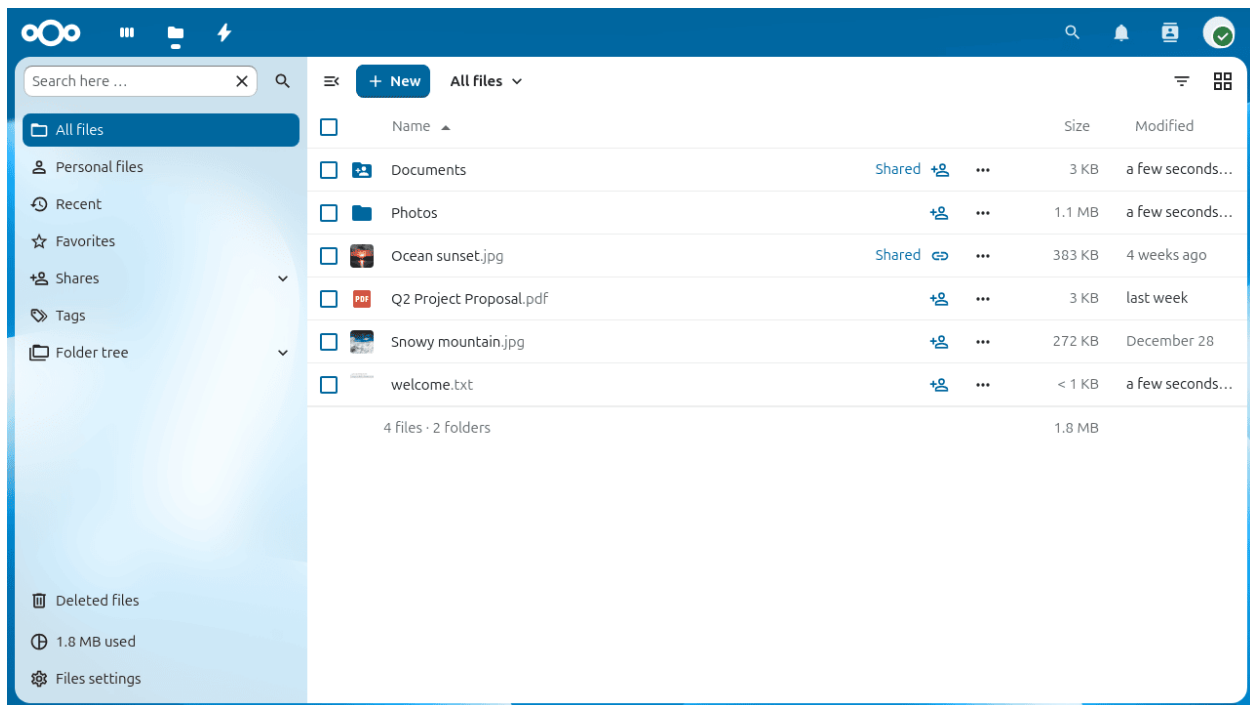 Search here …
New
All files
All files
Personal files
Recent
Favorites
Shares
Tags
Folder tree
Deleted files
1.8 MB used
Files settings
Name Size Modified
Documents Shared 3 KB a few seconds…
Photos 1.1 MB a few seconds…
Ocean sunset.jpg Shared 383 KB 4 weeks ago
PDF Q2 Project Proposal.pdf 3 KB last week
Snowy mountain.jpg 272 KB December 28
welcome.txt < 1 KB a few seconds…
4 files · 2 folders 1.8 MB